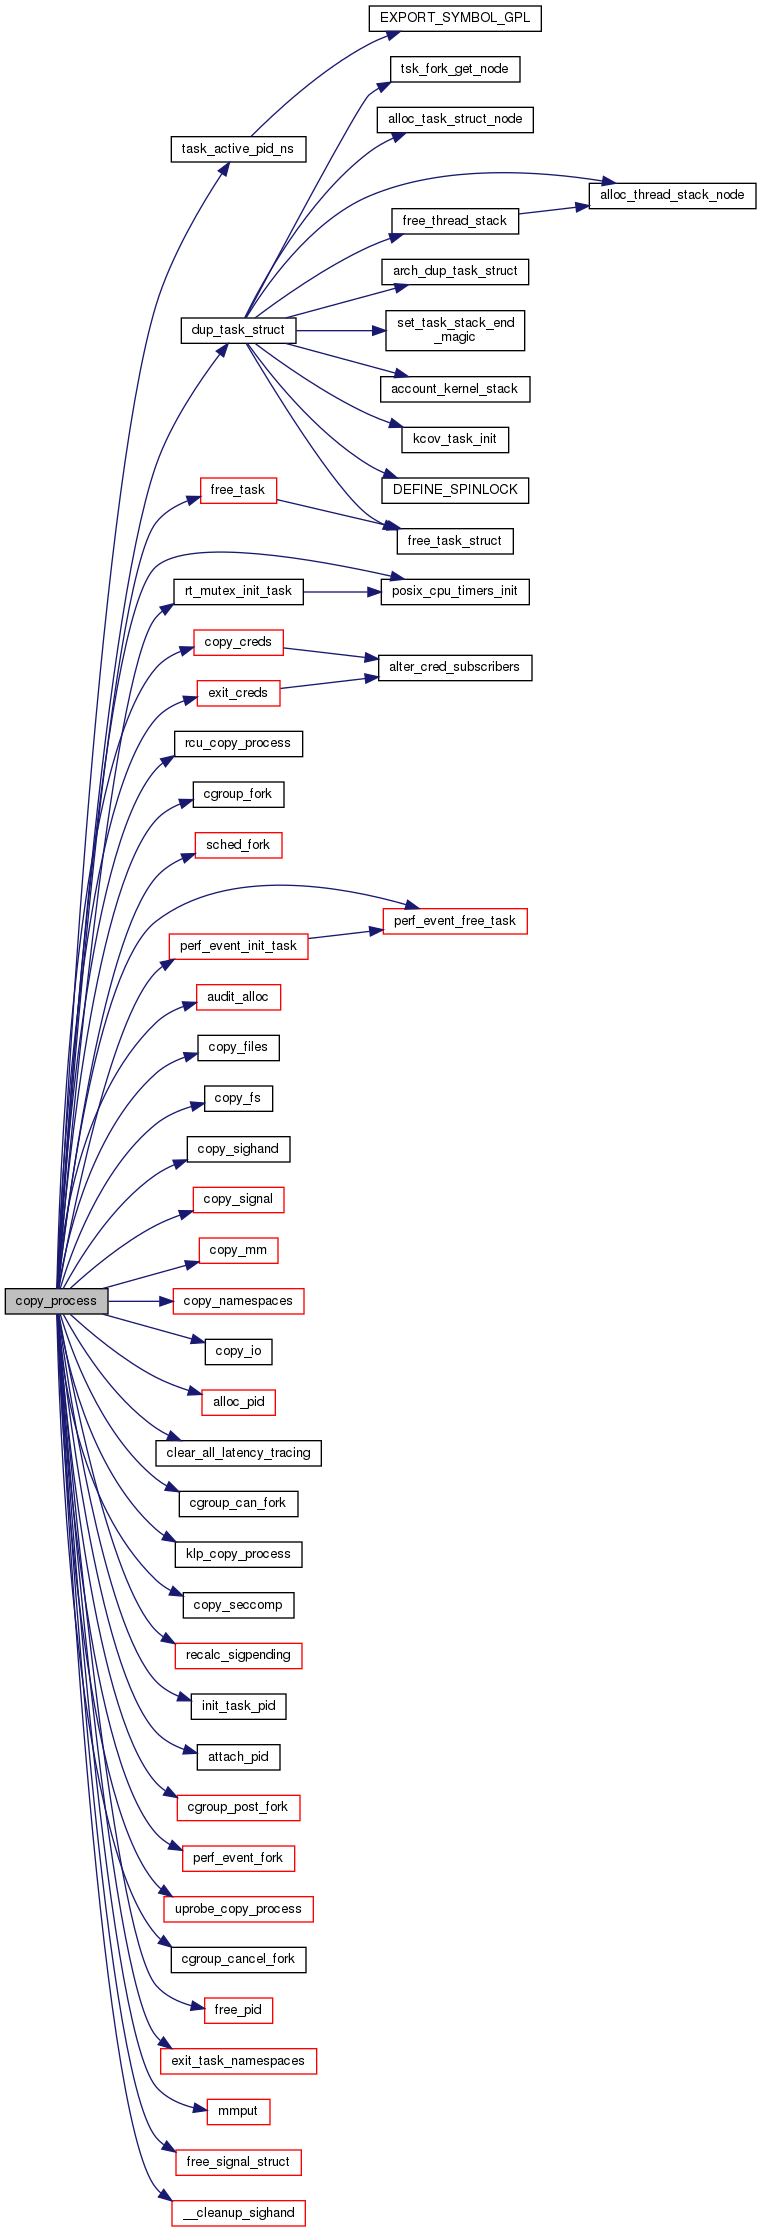 EXPORT_SYMBOL_GPL
tsk_fork_get_node
alloc_task_struct_node
task_active_pid_ns
alloc_thread_stack_node
free_thread_stack
arch_dup_task_struct
dup_task_struct
set_task_stack_end
_magic
account_kernel_stack
kcov_task_init
free_task
DEFINE_SPINLOCK
free_task_struct
rt_mutex_init_task
posix_cpu_timers_init
copy_creds
alter_cred_subscribers
exit_creds
rcu_copy_process
cgroup_fork
sched_fork
perf_event_free_task
perf_event_init_task
audit_alloc
copy_files
copy_fs
copy_sighand
copy_signal
copy_mm
copy_process
copy_namespaces
copy_io
alloc_pid
clear_all_latency_tracing
cgroup_can_fork
klp_copy_process
copy_seccomp
recalc_sigpending
init_task_pid
attach_pid
cgroup_post_fork
perf_event_fork
uprobe_copy_process
cgroup_cancel_fork
free_pid
exit_task_namespaces
mmput
free_signal_struct
__cleanup_sighand